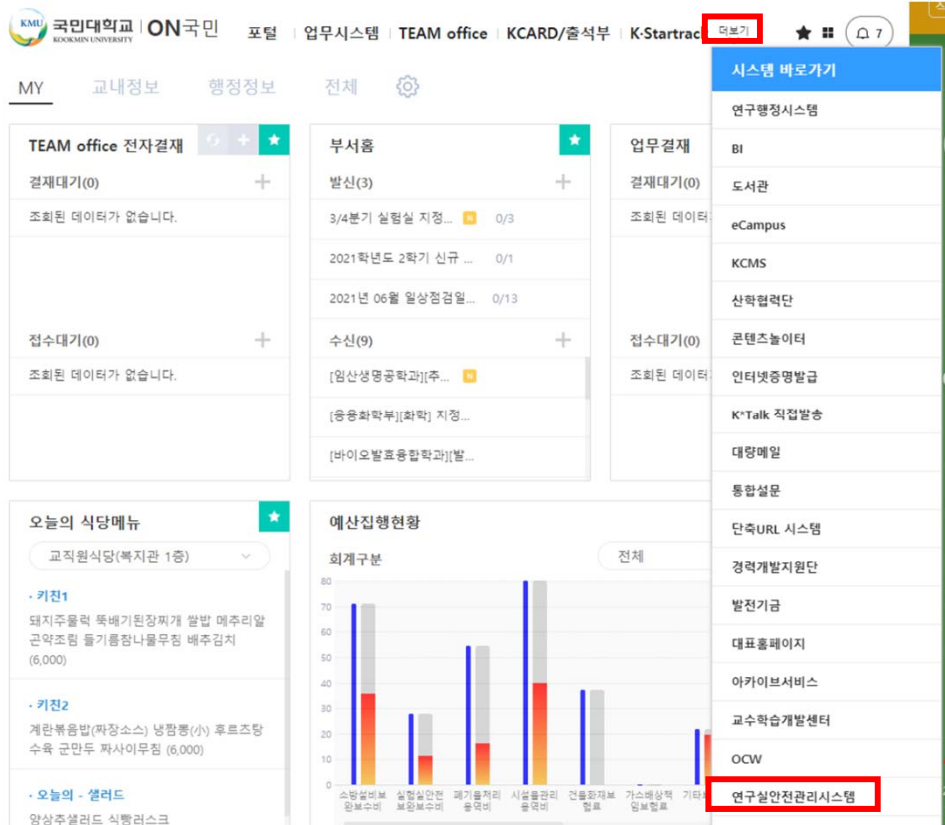 KMU 국민대학교 KOOKMIN UNIVERSITY ON국민
포털 업무시스템 TEAM office KCARD/출석부 K·Startrac 더보기 7
MY 교내정보 행정정보 전체
TEAM office 전자결재
결재대기(0)
조회된 데이터가 없습니다.
접수대기(0)
조회된 데이터가 없습니다.
부서홈
발신(3)
3/4분기 실험실 지정... N 0/3
2021학년도 2학기 신규 ... 0/1
2021년 06월 일상점검일... 0/13
수신(9)
[임산생명공학과][추... N
[응용화학부][화학] 지정...
[바이오발효융합학과][발...
업무결재
결재대기(0)
조회된 데이터
접수대기(0)
조회된 데이터
오늘의 식당메뉴
교직원식당(복지관 1층)
· 키친1
돼지주물럭 뚝배기된장찌개 쌀밥 메추리알
곤약조림 들기름참나물무침 배추김치
(6,000)
· 키친2
계란볶음밥(짜장소스) 냉짬뽕(小) 후르츠탕
수육 군만두 짜사이무침 (6,000)
· 오늘의 - 샐러드
양상추샐러드 식빵러스크
예산집행현황
회계구분 전체
80
70
60
50
40
30
20
10
0
소방설비보 실험실안전 폐기물처리 시설물관리 건물화재보 가스배상책 기타
완보수비 보완보수비 용역비 용역비 험료 임보험료
시스템 바로가기
연구행정시스템
BI
도서관
eCampus
KCMS
산학협력단
콘텐츠놀이터
인터넷증명발급
K*Talk 직접발송
대량메일
통합설문
단축URL 시스템
경력개발지원단
발전기금
대표홈페이지
아카이브서비스
교수학습개발센터
OCW
연구실안전관리시스템